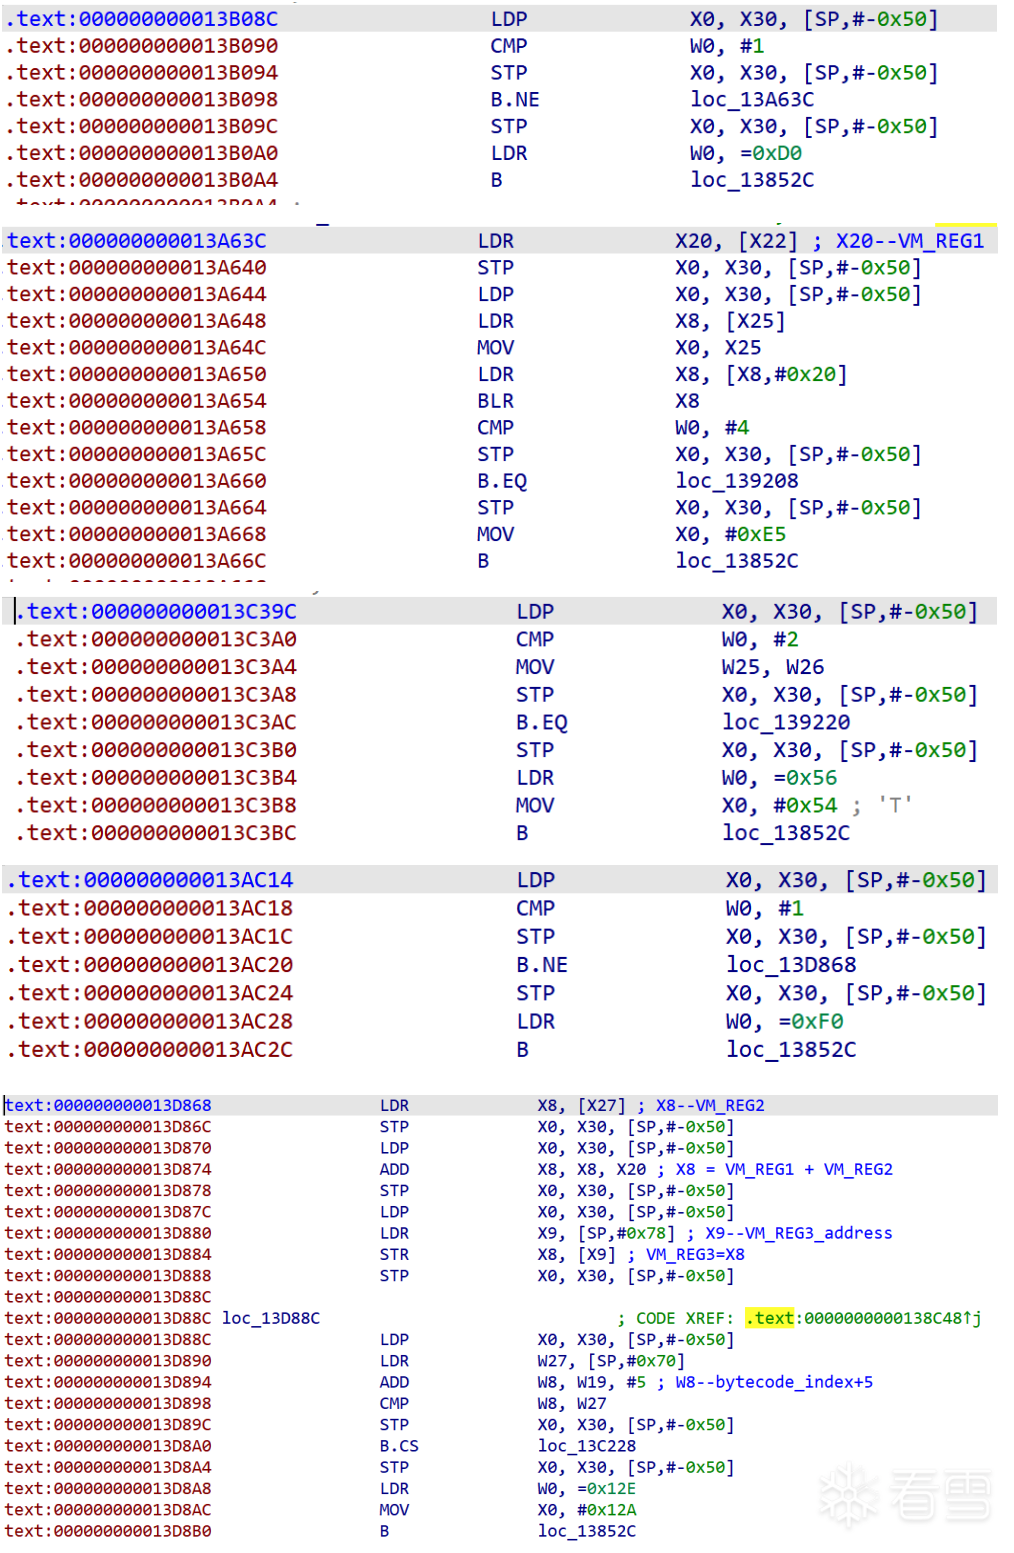 .text:000000000013B08C LDP X0, X30, [SP,#-0x50]
.text:000000000013B090 CMP W0, #1
.text:000000000013B094 STP X0, X30, [SP,#-0x50]
.text:000000000013B098 B.NE loc_13A63C
.text:000000000013B09C STP X0, X30, [SP,#-0x50]
.text:000000000013B0A0 LDR W0, =0xD0
.text:000000000013B0A4 B loc_13852C
.text:000000000013B0A4 ;
text:000000000013A63C LDR X20, [X22] ; X20--VM_REG1
text:000000000013A640 STP X0, X30, [SP,#-0x50]
text:000000000013A644 LDP X0, X30, [SP,#-0x50]
text:000000000013A648 LDR X8, [X25]
text:000000000013A64C MOV X0, X25
text:000000000013A650 LDR X8, [X8,#0x20]
text:000000000013A654 BLR X8
text:000000000013A658 CMP W0, #4
text:000000000013A65C STP X0, X30, [SP,#-0x50]
text:000000000013A660 B.EQ loc_139208
text:000000000013A664 STP X0, X30, [SP,#-0x50]
text:000000000013A668 MOV X0, #0xE5
text:000000000013A66C B loc_13852C
.text:000000000013C39C LDP X0, X30, [SP,#-0x50]
.text:000000000013C3A0 CMP W0, #2
.text:000000000013C3A4 MOV W25, W26
.text:000000000013C3A8 STP X0, X30, [SP,#-0x50]
.text:000000000013C3AC B.EQ loc_139220
.text:000000000013C3B0 STP X0, X30, [SP,#-0x50]
.text:000000000013C3B4 LDR W0, =0x56
.text:000000000013C3B8 MOV X0, #0x54 ; 'T'
.text:000000000013C3BC B loc_13852C
.text:000000000013AC14 LDP X0, X30, [SP,#-0x50]
.text:000000000013AC18 CMP W0, #1
.text:000000000013AC1C STP X0, X30, [SP,#-0x50]
.text:000000000013AC20 B.NE loc_13D868
.text:000000000013AC24 STP X0, X30, [SP,#-0x50]
.text:000000000013AC28 LDR W0, =0xF0
.text:000000000013AC2C B loc_13852C
text:000000000013D868 LDR X8, [X27] ; X8--VM_REG2
text:000000000013D86C STP X0, X30, [SP,#-0x50]
text:000000000013D870 LDP X0, X30, [SP,#-0x50]
text:000000000013D874 ADD X8, X8, X20 ; X8 = VM_REG1 + VM_REG2
text:000000000013D878 STP X0, X30, [SP,#-0x50]
text:000000000013D87C LDP X0, X30, [SP,#-0x50]
text:000000000013D880 LDR X9, [SP,#0x78] ; X9--VM_REG3_address
text:000000000013D884 STR X8, [X9] ; VM_REG3=X8
text:000000000013D888 STP X0, X30, [SP,#-0x50]
text:000000000013D88C
text:000000000013D88C loc_13D88C ; CODE XREF: .text:0000000000138C48↑j
text:000000000013D88C LDP X0, X30, [SP,#-0x50]
text:000000000013D890 LDR W27, [SP,#0x70]
text:000000000013D894 ADD W8, W19, #5 ; W8--bytecode_index+5
text:000000000013D898 CMP W8, W27
text:000000000013D89C STP X0, X30, [SP,#-0x50]
text:000000000013D8A0 B.CS loc_13C228
text:000000000013D8A4 STP X0, X30, [SP,#-0x50]
text:000000000013D8A8 LDR W0, =0x12E
text:000000000013D8AC MOV X0, #0x12A
text:000000000013D8B0 B loc_13852C
看雪